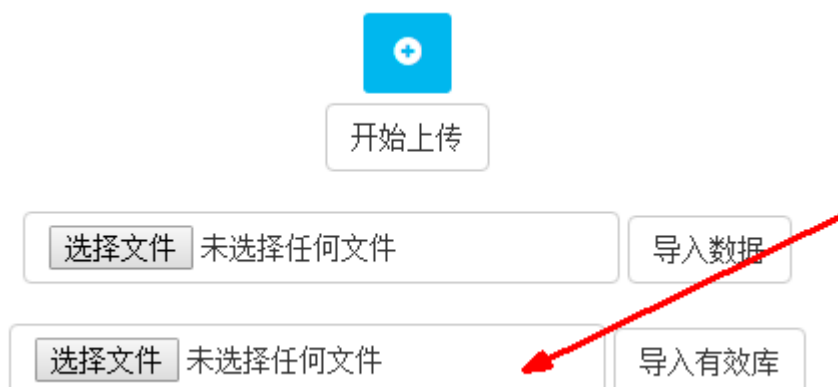 开始上传
选择文件 未选择任何文件 导入数据
选择文件 未选择任何文件 导入有效库